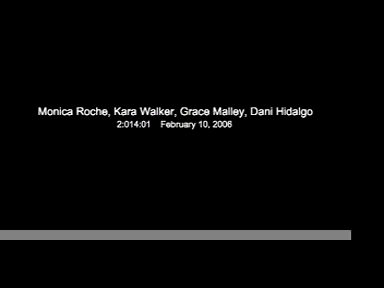 Monica Roche, Kara Walker, Grace Malley, Dani Hidalgo
2:014:01 February 10, 2006